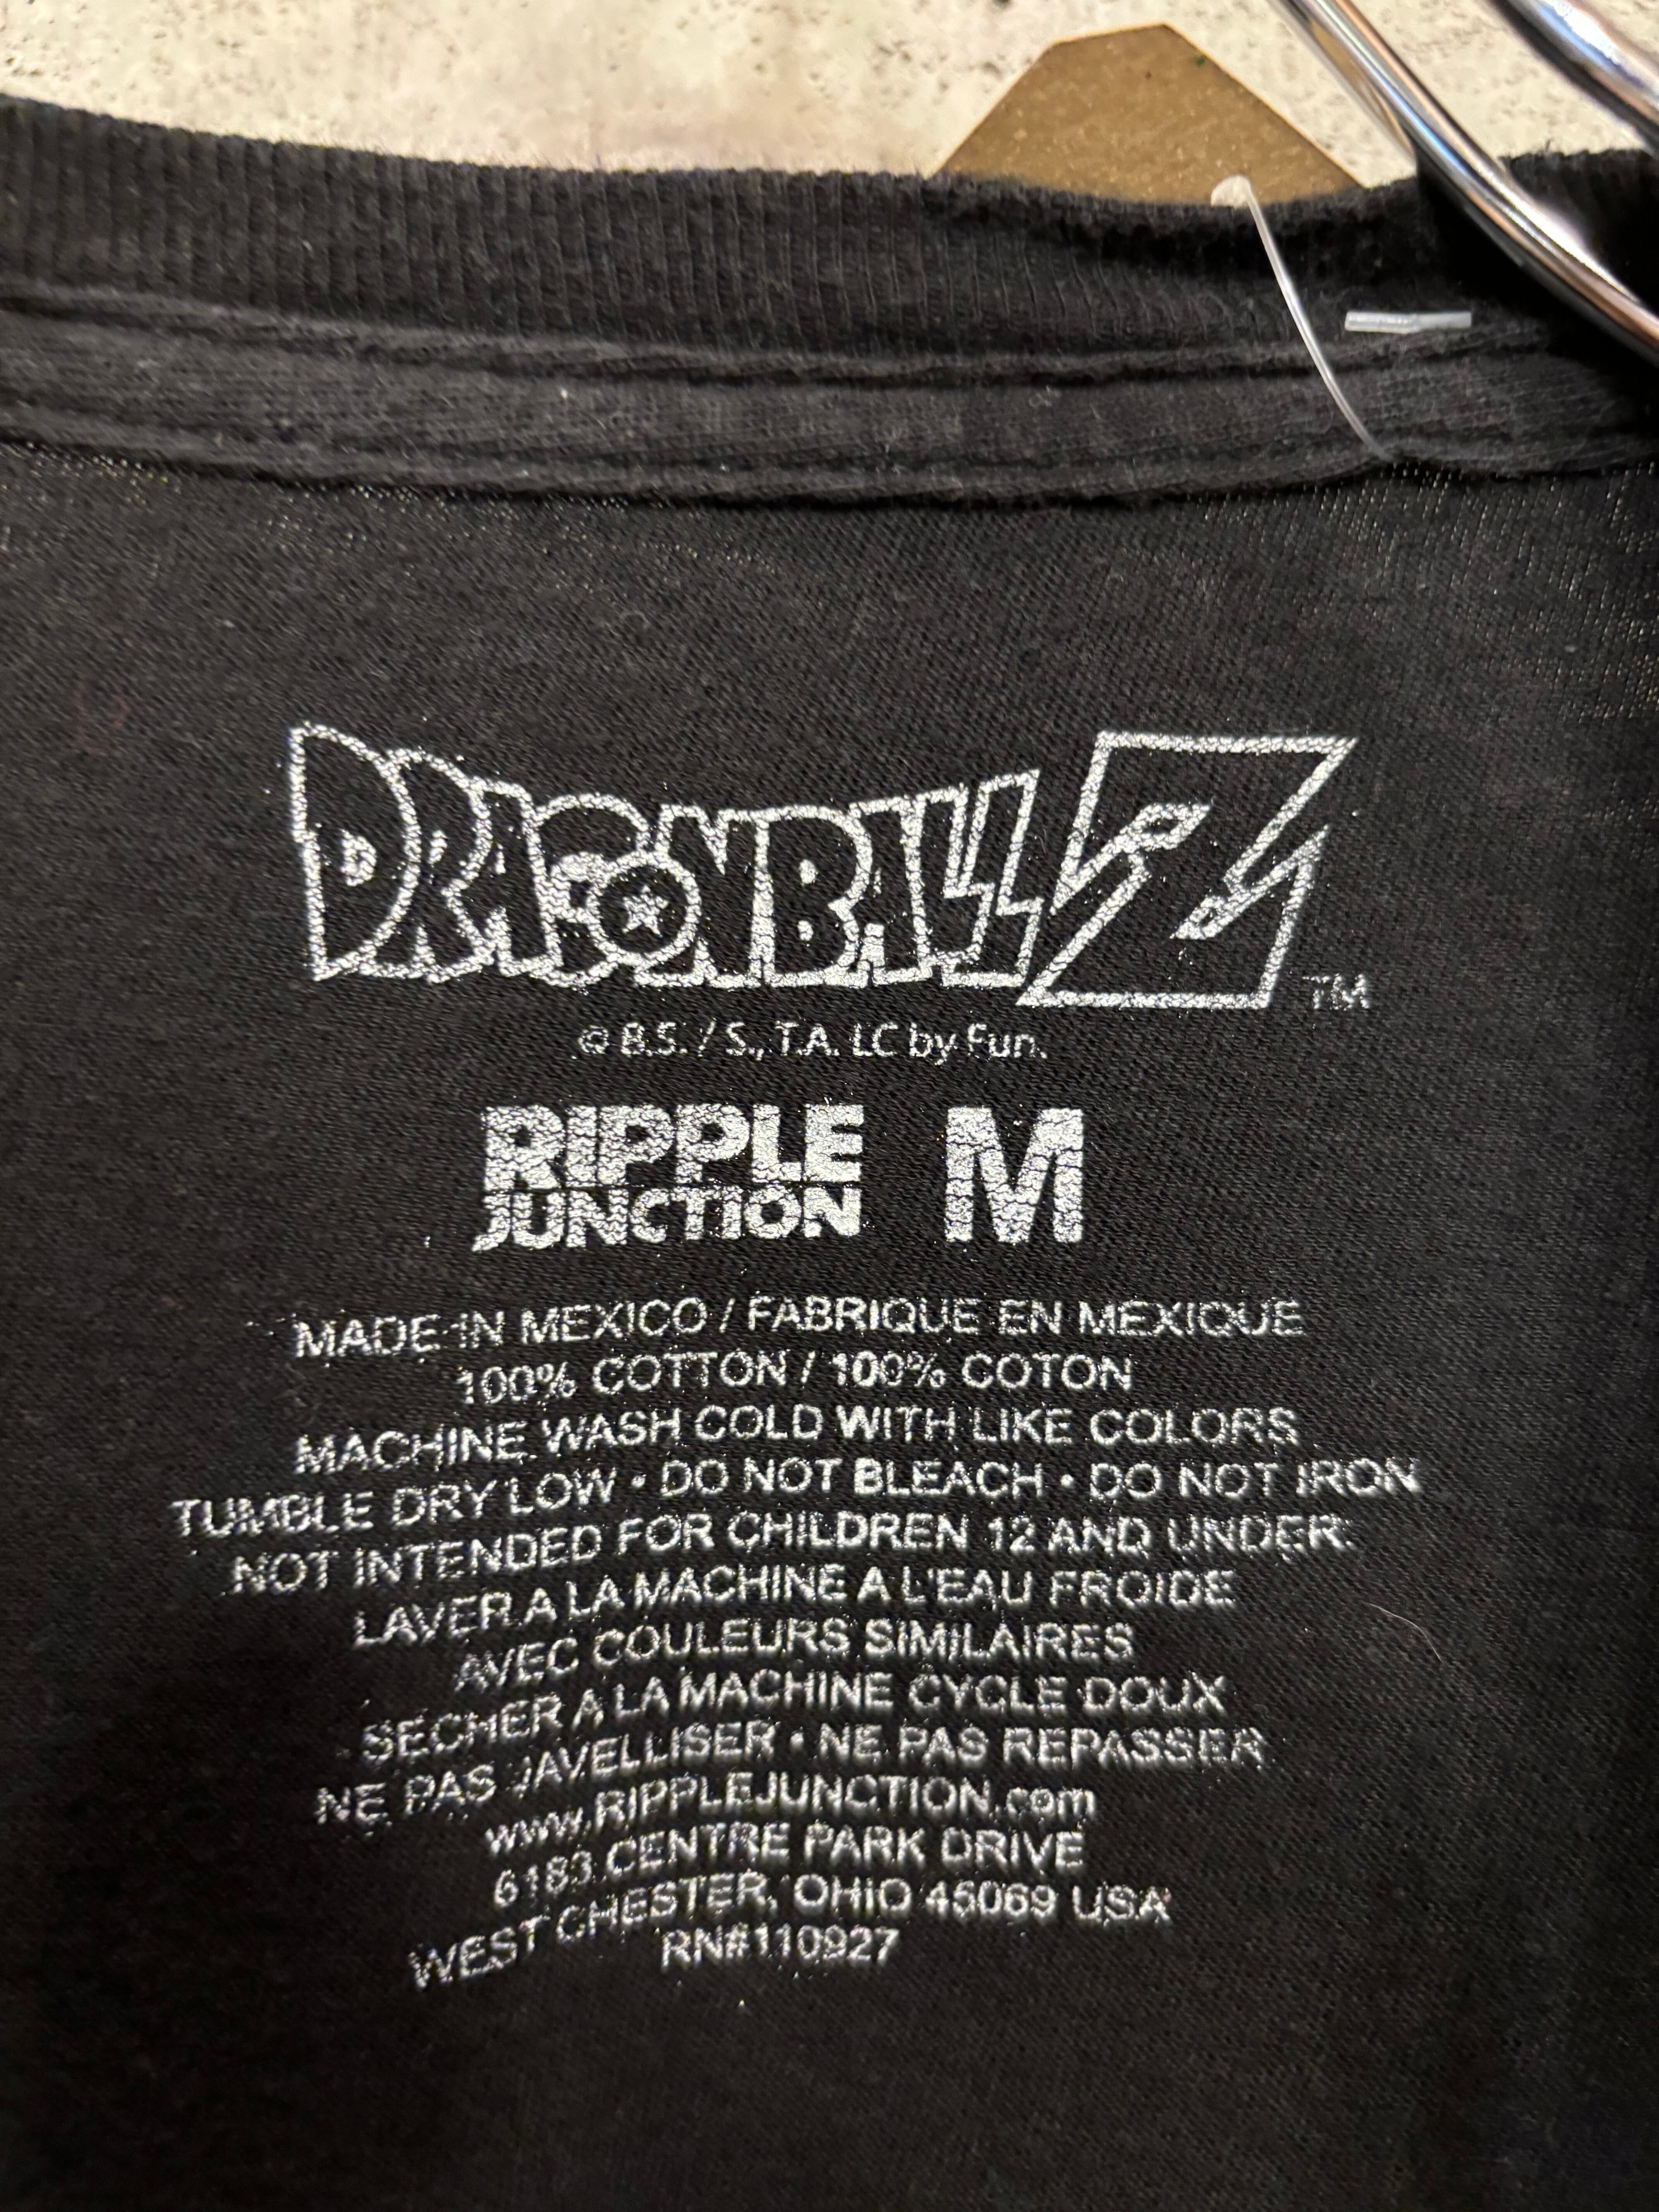 DRAGONBALL Z TM
© B.S. / S., T.A. LC by Fun.
RIPPLE JUNCTION M
MADE IN MEXICO / FABRIQUE EN MEXIQUE
100% COTTON / 100% COTON
MACHINE WASH COLD WITH LIKE COLORS
TUMBLE DRY LOW • DO NOT BLEACH • DO NOT IRON
NOT INTENDED FOR CHILDREN 12 AND UNDER.
LAVER A LA MACHINE A L'EAU FROIDE
AVEC COULEURS SIMILAIRES
SECHER A LA MACHINE CYCLE DOUX
NE PAS JAVELLISER • NE PAS REPASSER
www.RIPPLEJUNCTION.com
6183 CENTRE PARK DRIVE
WEST CHESTER, OHIO 45069 USA
RN#110927